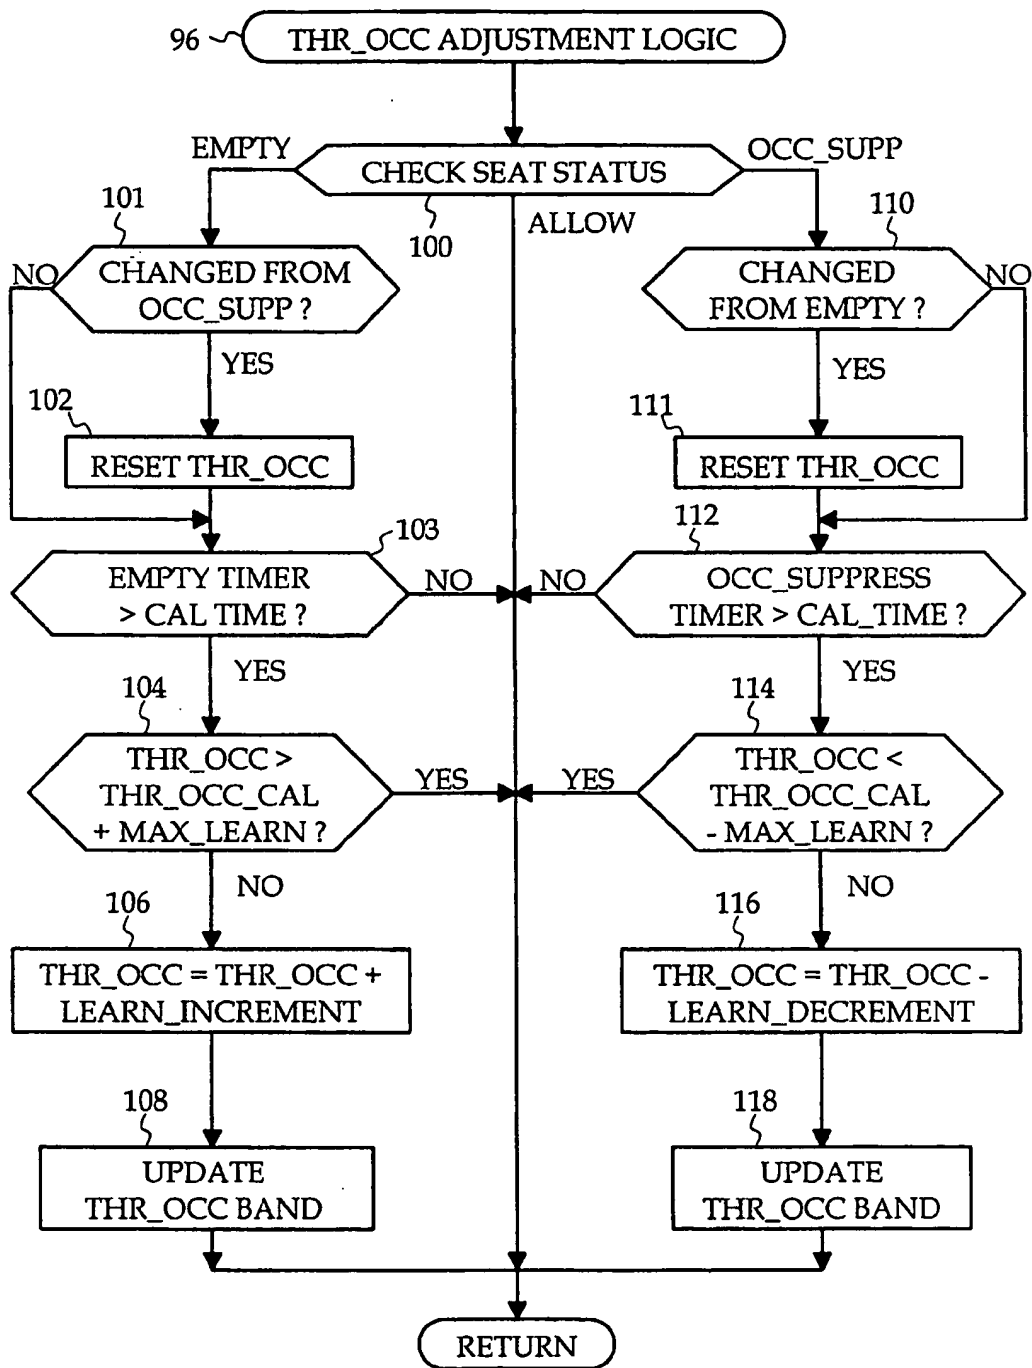 96
THR_OCC ADJUSTMENT LOGIC
EMPTY
OCC_SUPP
CHECK SEAT STATUS
100
ALLOW
101
CHANGED FROM
OCC_SUPP ?
NO
YES
110
CHANGED
FROM EMPTY ?
NO
YES
102
RESET THR_OCC
111
RESET THR_OCC
103
EMPTY TIMER
> CAL TIME ?
NO
YES
112
OCC_SUPPRESS
TIMER > CAL_TIME ?
NO
YES
104
THR_OCC >
THR_OCC_CAL
+ MAX_LEARN ?
YES
NO
114
THR_OCC <
THR_OCC_CAL
- MAX_LEARN ?
YES
NO
106
THR_OCC = THR_OCC +
LEARN_INCREMENT
116
THR_OCC = THR_OCC -
LEARN_DECREMENT
108
UPDATE
THR_OCC BAND
118
UPDATE
THR_OCC BAND
RETURN